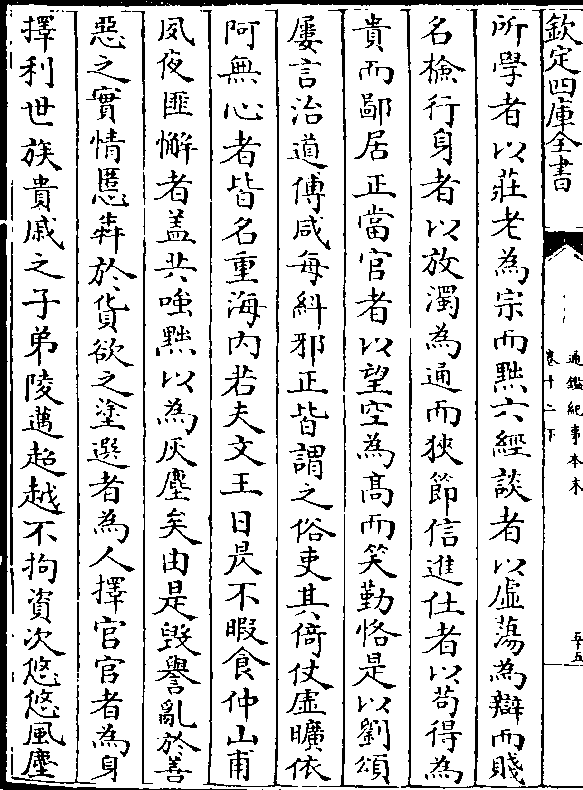 欽定四庫全書
通鑑紀事本末
卷十二下
五五
所學者以莊老為宗而黜六經談者以虛蕩為辯而賤
名檢行身者以放濁為通而狹節信進仕者以茍得為
貴而鄙居正當官者以望空為髙而笑勤恪是以劉頌
屢言治道傅咸每糾邪正皆謂之俗吏其倚仗虛曠依
阿無心者皆名重海内若夫文王日昃不暇食仲山甫
夙夜匪懈者盖共嗤黜以為灰塵矣由是毀譽亂於善
惡之實情慝犇於貨欲之塗選者為人擇官官者為身
擇利世族貴戚之子弟陵邁超越不拘資次悠悠風塵